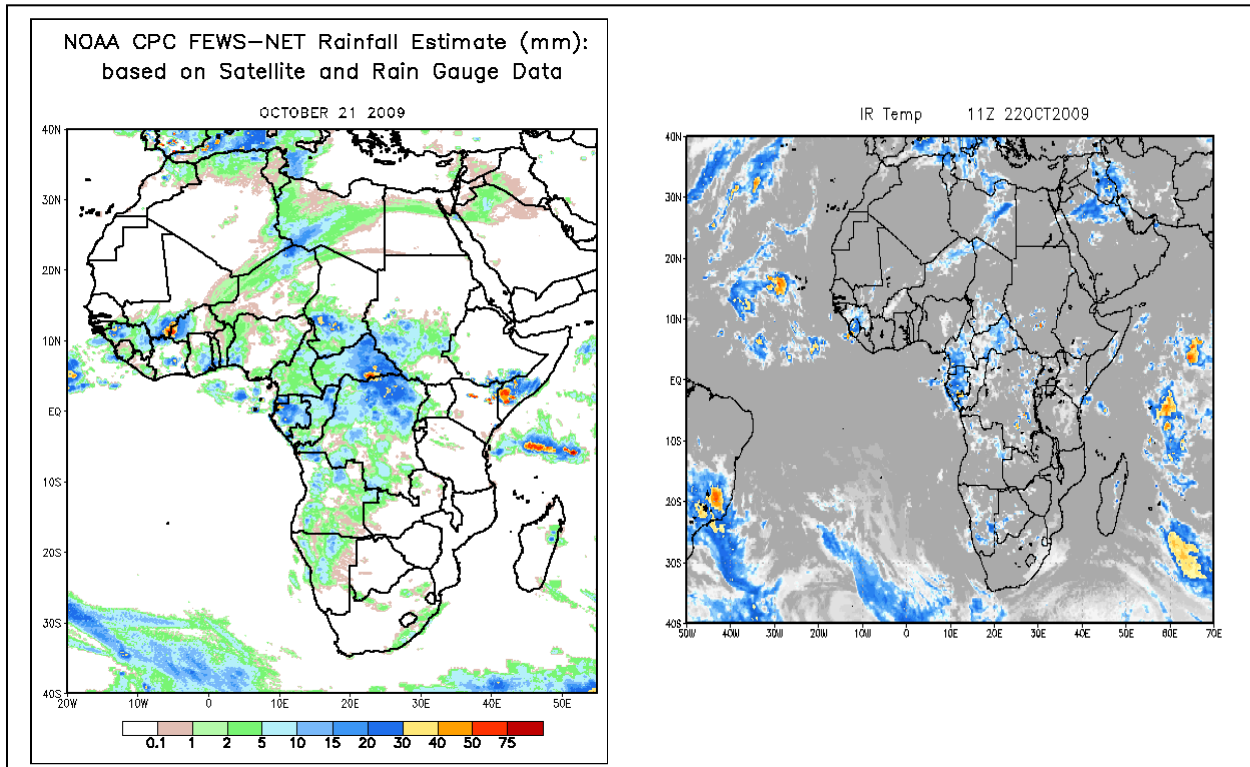 NOAA CPC FEWS-NET Rainfall Estimate (mm):
based on Satellite and Rain Gauge Data
OCTOBER 21 2009
40N
30N
20N
10N
EQ
10S
20S
30S
40S
20W 10W 0 10E 20E 30E 40E 50E
0.1 1 2 5 10 15 20 30 40 50 75
IR Temp 11Z 22OCT2009
40N
30N
20N
10N
EQ
10S
20S
30S
40S
50W 40W 30W 20W 10W 0 10E 20E 30E 40E 50E 60E 70E